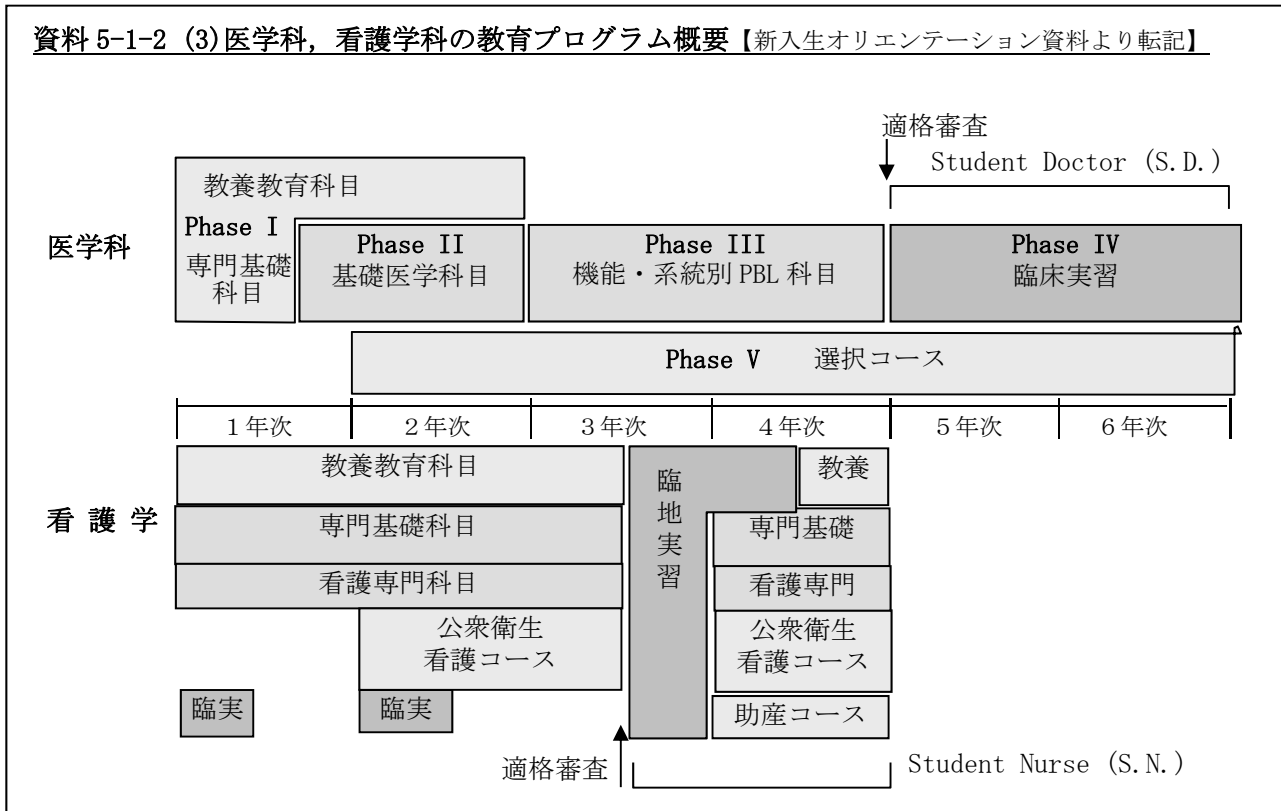 資料 5-1-2 (3)医学科，看護学科の教育プログラム概要【新入生オリエンテーション資料より転記】
適格審査
Student Doctor (S.D.)
教養教育科目
医学科
Phase I
専門基礎
科目
Phase II
基礎医学科目
Phase III
機能・系統別 PBL 科目
Phase IV
臨床実習
Phase V　選択コース
１年次　２年次　３年次　４年次　５年次　６年次
看 護 学
教養教育科目
専門基礎科目
看護専門科目
公衆衛生
看護コース
臨実
臨実
臨地実習
教養
専門基礎
看護専門
公衆衛生
看護コース
助産コース
適格審査
Student Nurse (S.N.)